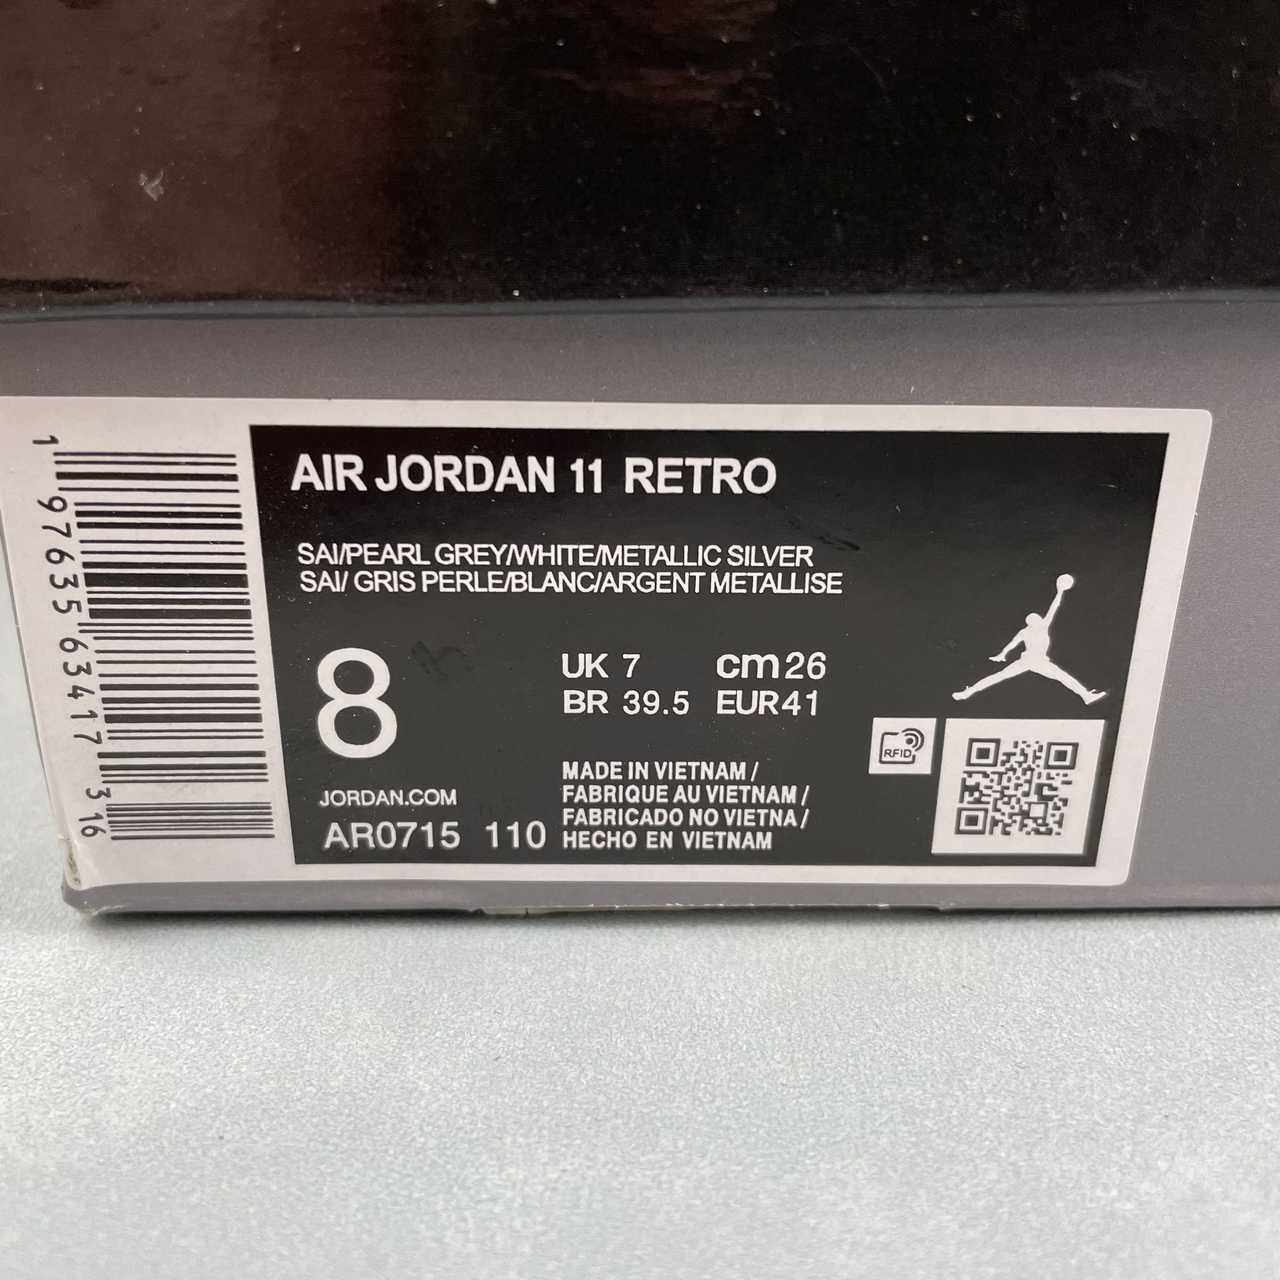 1 97635 63417 3 16
AIR JORDAN 11 RETRO
SAI/PEARL GREY/WHITE/METALLIC SILVER
SAI/ GRIS PERLE/BLANC/ARGENT METALLISE
8
UK 7 cm 26
BR 39.5 EUR 41
RFID
MADE IN VIETNAM /
FABRIQUE AU VIETNAM /
FABRICADO NO VIETNA /
HECHO EN VIETNAM
JORDAN.COM
AR0715 110